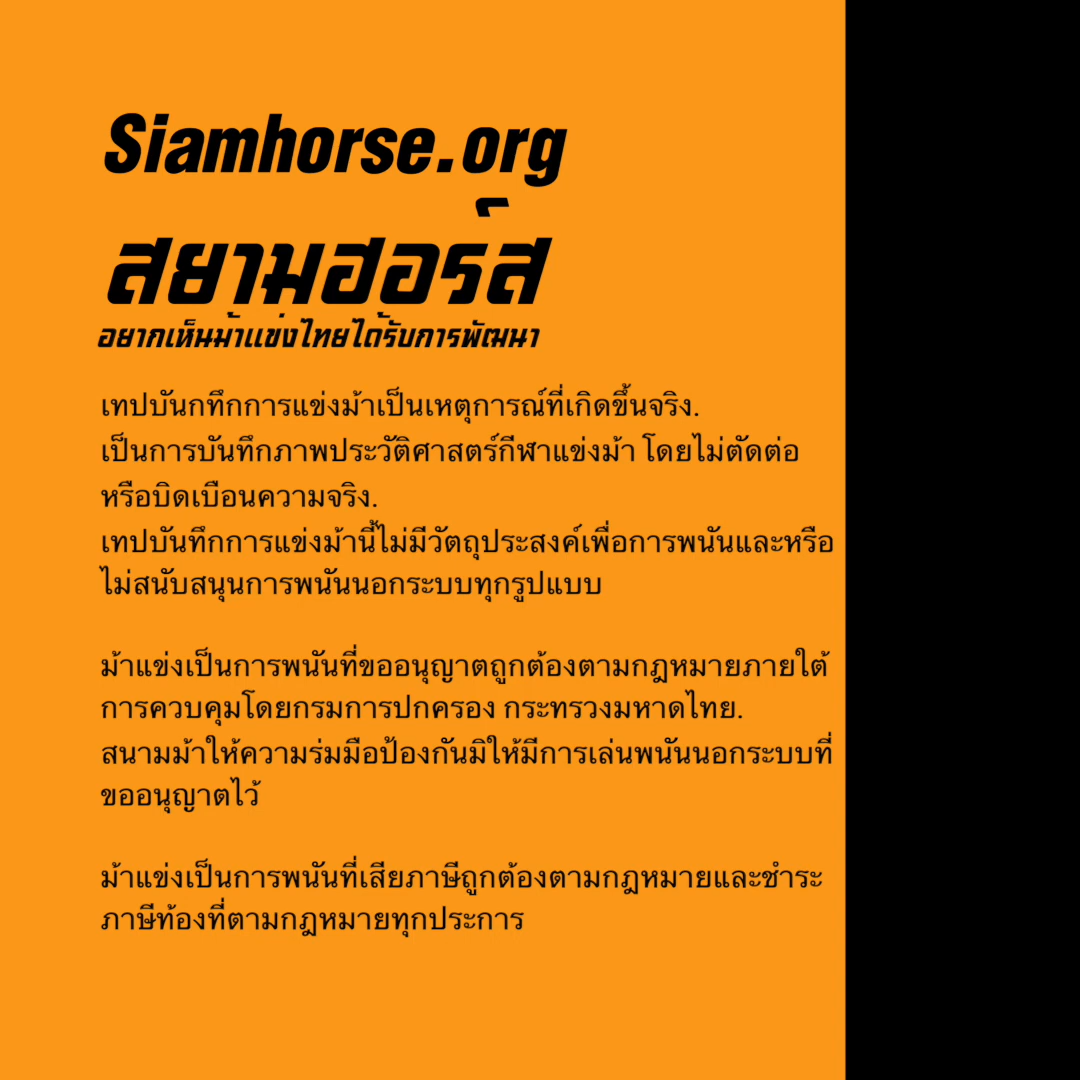 Siamhorse.org
สยามฮอร์ส
อยากเห็นม้าแข่งไทยได้รับการพัฒนา
เทปบันกทึกการแข่งม้าเป็นเหตุการณ์ที่เกิดขึ้นจริง.
เป็นการบันทึกภาพประวัติศาสตร์กีฬาแข่งม้า โดยไม่ตัดต่อ
หรือบิดเบือนความจริง.
เทปบันทึกการแข่งม้านี้ไม่มีวัตถุประสงค์เพื่อการพนันและหรือ
ไม่สนับสนุนการพนันนอกระบบทุกรูปแบบ
ม้าแข่งเป็นการพนันที่ขออนุญาตถูกต้องตามกฎหมายภายใต้
การควบคุมโดยกรมการปกครอง กระทรวงมหาดไทย.
สนามม้าให้ความร่มมือป้องกันมิให้มีการเล่นพนันนอกระบบที่
ขออนุญาตไว้
ม้าแข่งเป็นการพนันที่เสียภาษีถูกต้องตามกฎหมายและชำระ
ภาษีท้องที่ตามกฎหมายทุกประการ